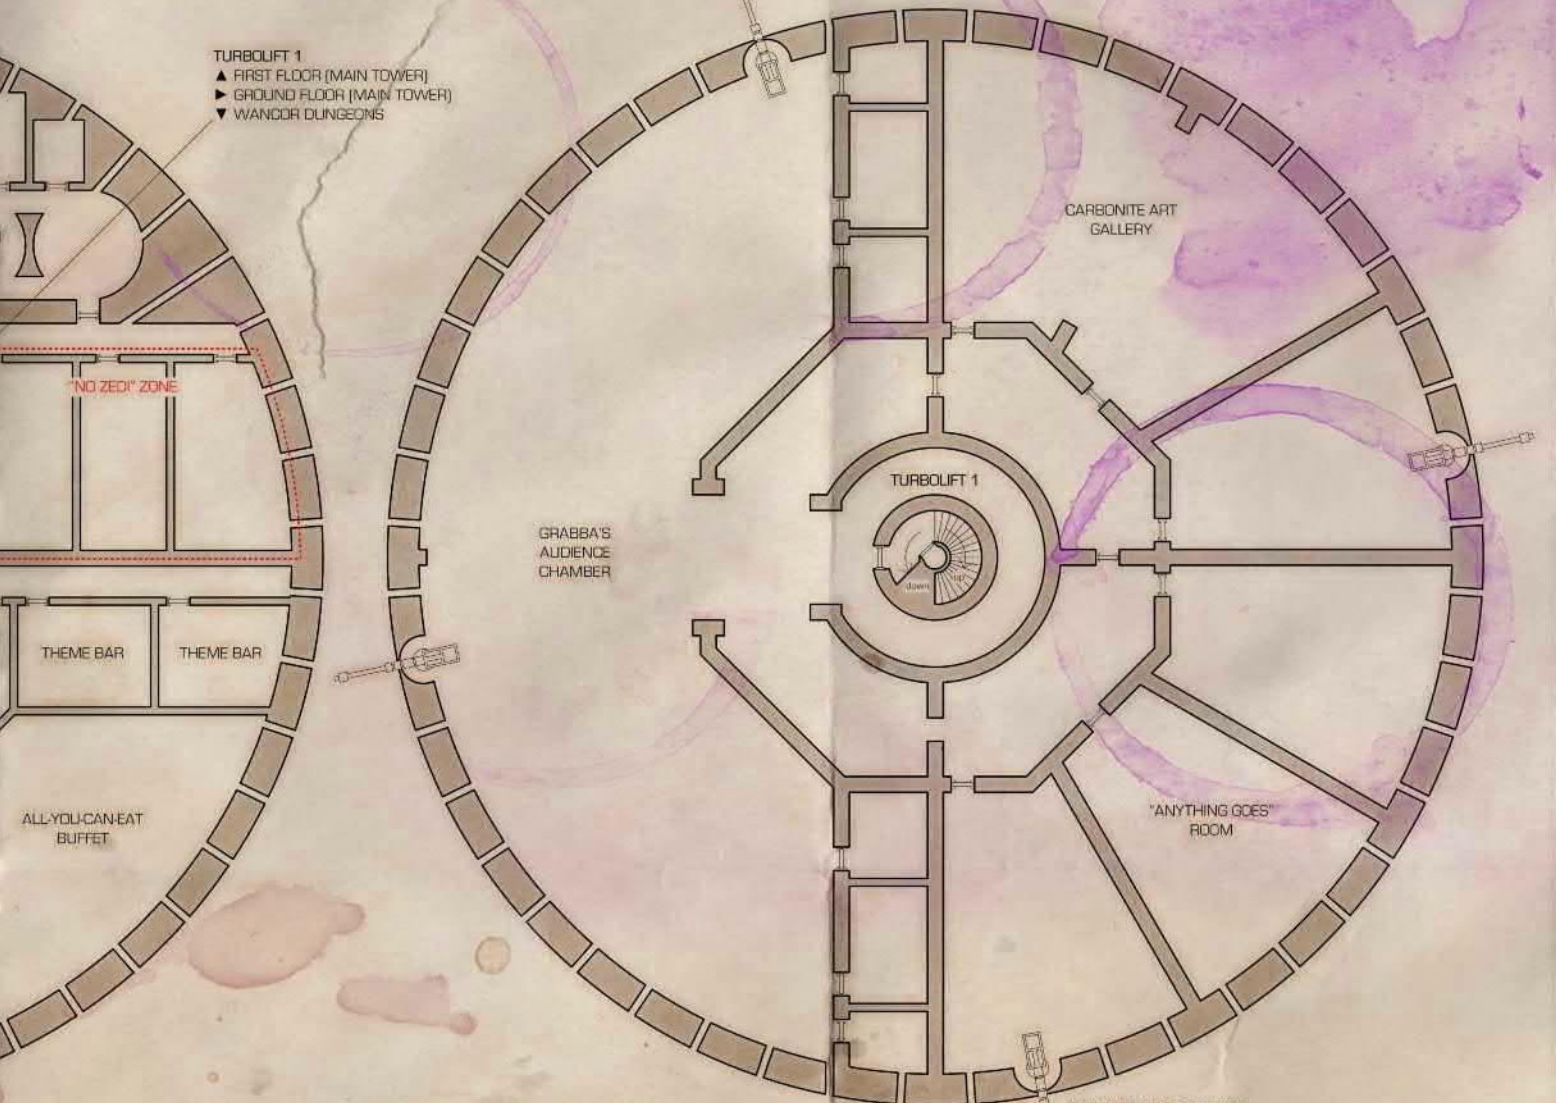 TURBOLIFT 1
▲ FIRST FLOOR (MAIN TOWER)
► GROUND FLOOR (MAIN TOWER)
▼ WANCOR DUNGEONS
CARBONITE ART
GALLERY
"NO ZEDI" ZONE
TURBOLIFT 1
GRABBA'S
AUDIENCE
CHAMBER
down
up
THEME BAR
THEME BAR
ALL-YOU-CAN-EAT
BUFFET
"ANYTHING GOES"
ROOM